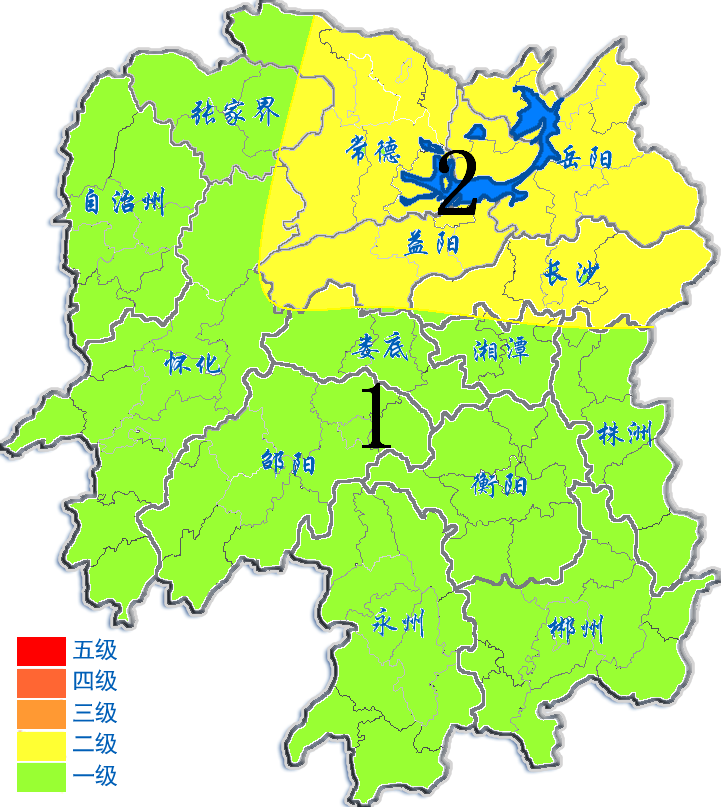 张家界
常德
岳阳
2
自治州
益阳
长沙
娄底
湘潭
怀化
1
株洲
邵阳
衡阳
永州
郴州
五级
四级
三级
二级
一级